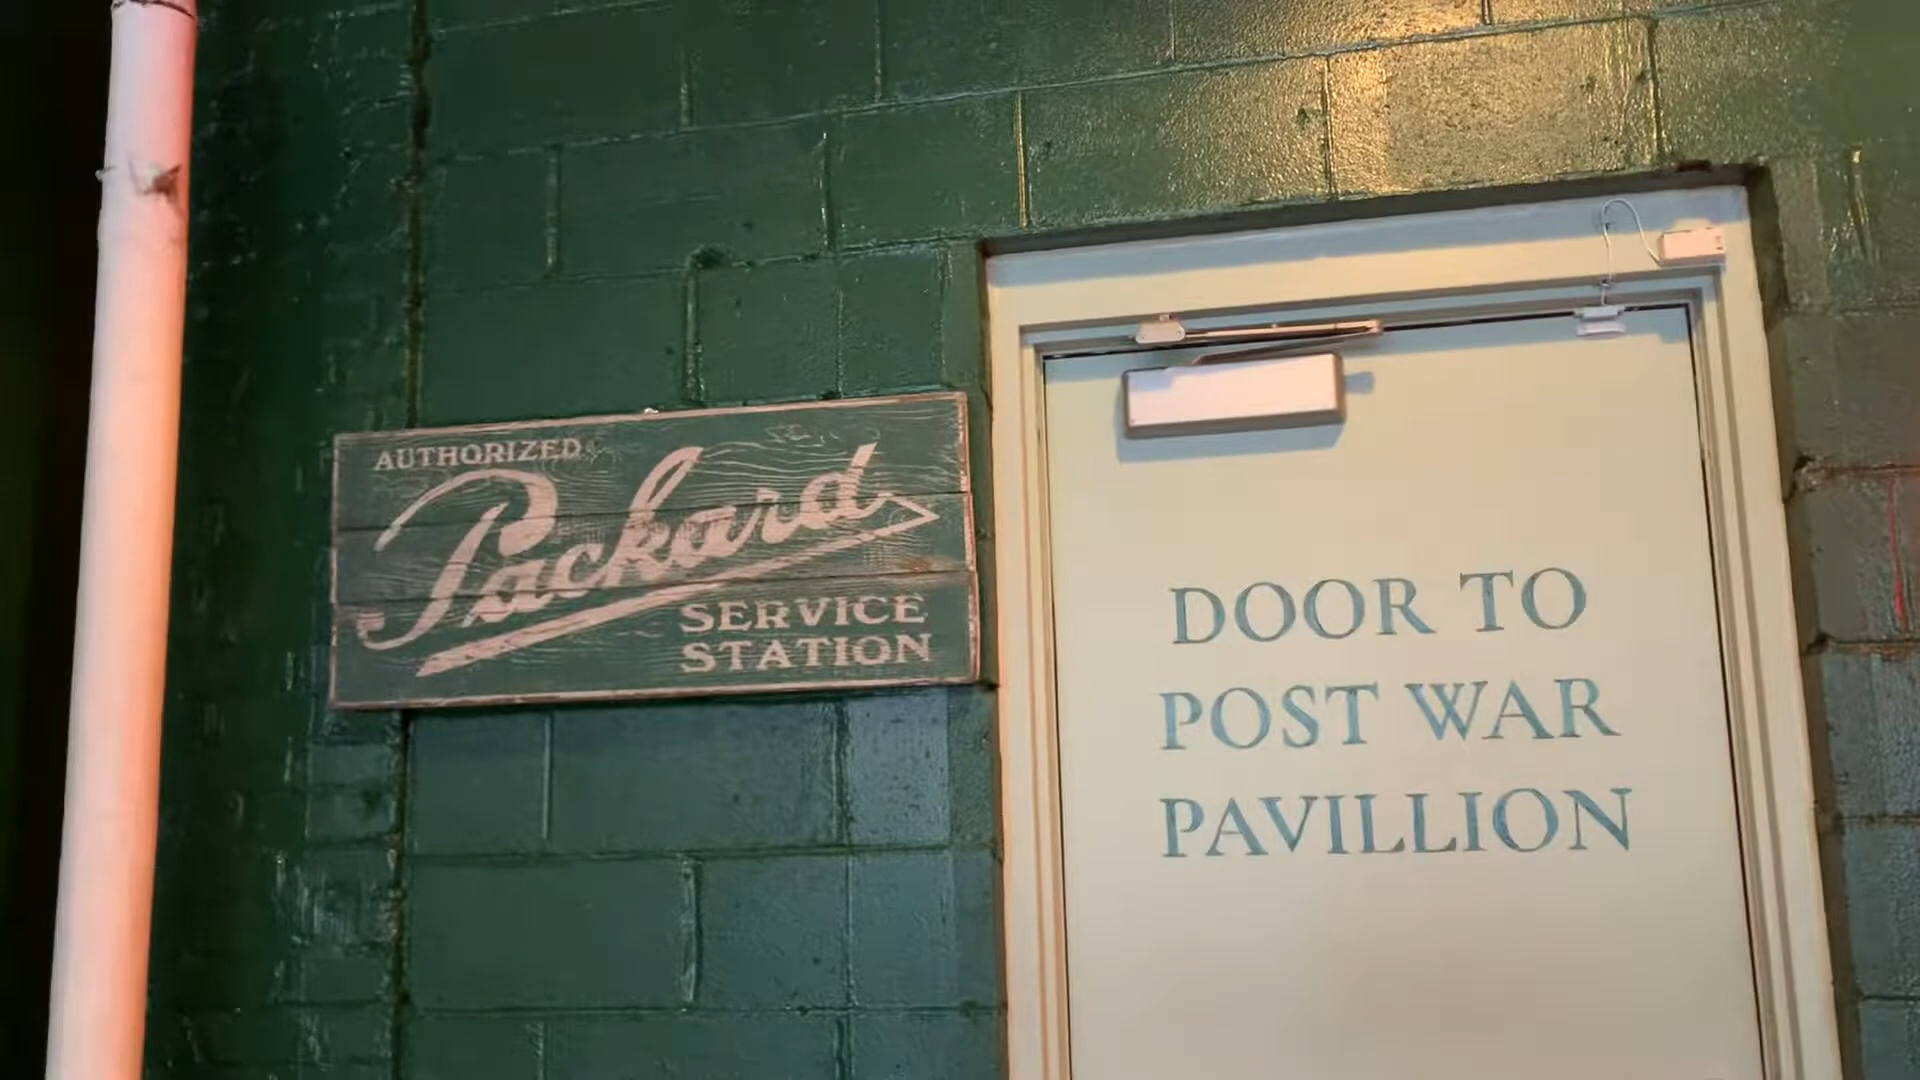 AUTHORIZED
Packard
SERVICE
STATION
DOOR TO
POST WAR
PAVILLION